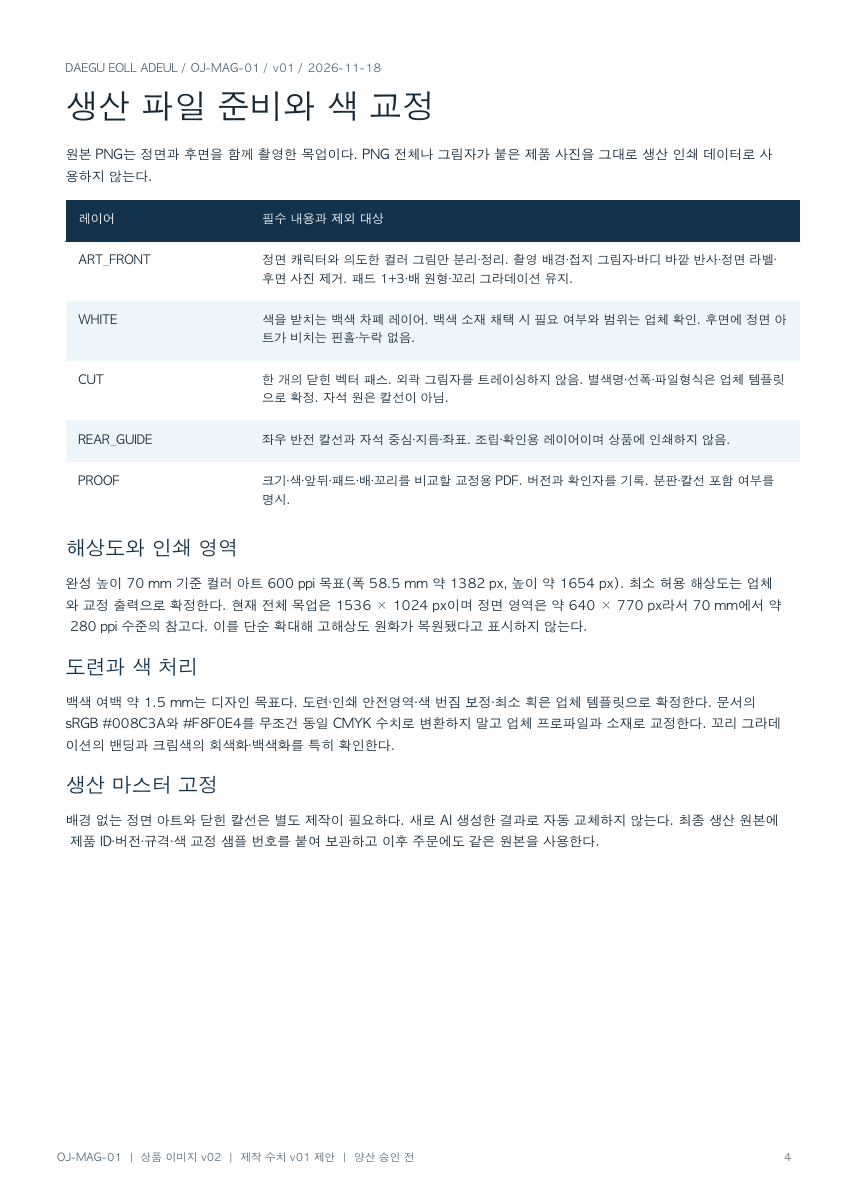 DAEGU EOLL ADEUL / OJ-MAG-01 / v01 / 2026-11-18
생산 파일 준비와 색 교정
원본 PNG는 정면과 후면을 함께 촬영한 목업이다. PNG 전체나 그림자가 붙은 제품 사진을 그대로 생산 인쇄 데이터로 사
용하지 않는다.
레이어 필수 내용과 제외 대상
ART_FRONT 정면 캐릭터와 의도한 컬러 그림만 분리·정리. 촬영 배경·접지 그림자·바디 바깥 반사·정면 라벨·
후면 사진 제거. 패드 1+3·배 원형·꼬리 그라데이션 유지.
WHITE 색을 받치는 백색 차폐 레이어. 백색 소재 채택 시 필요 여부와 범위는 업체 확인. 후면에 정면 아
트가 비치는 핀홀·누락 없음.
CUT 한 개의 닫힌 벡터 패스. 외곽 그림자를 트레이싱하지 않음. 별색명·선폭·파일형식은 업체 템플릿
으로 확정. 자석 원은 칼선이 아님.
REAR_GUIDE 좌우 반전 칼선과 자석 중심·지름·좌표. 조립·확인용 레이어이며 상품에 인쇄하지 않음.
PROOF 크기·색·앞뒤·패드·배·꼬리를 비교할 교정용 PDF. 버전과 확인자를 기록. 분판·칼선 포함 여부를
명시.
해상도와 인쇄 영역
완성 높이 70 mm 기준 컬러 아트 600 ppi 목표(폭 58.5 mm 약 1382 px, 높이 약 1654 px). 최소 허용 해상도는 업체
와 교정 출력으로 확정한다. 현재 전체 목업은 1536 × 1024 px이며 정면 영역은 약 640 × 770 px라서 70 mm에서 약
280 ppi 수준의 참고다. 이를 단순 확대해 고해상도 원화가 복원됐다고 표시하지 않는다.
도련과 색 처리
백색 여백 약 1.5 mm는 디자인 목표다. 도련·인쇄 안전영역·색 번짐 보정·최소 획은 업체 템플릿으로 확정한다. 문서의
sRGB #008C3A와 #F8F0E4를 무조건 동일 CMYK 수치로 변환하지 말고 업체 프로파일과 소재로 교정한다. 꼬리 그라데
이션의 밴딩과 크림색의 회색화·백색화를 특히 확인한다.
생산 마스터 고정
배경 없는 정면 아트와 닫힌 칼선은 별도 제작이 필요하다. 새로 AI 생성한 결과로 자동 교체하지 않는다. 최종 생산 원본에
제품 ID·버전·규격·색 교정 샘플 번호를 붙여 보관하고 이후 주문에도 같은 원본을 사용한다.
OJ-MAG-01 | 상품 이미지 v02 | 제작 수치 v01 제안 | 양산 승인 전 4